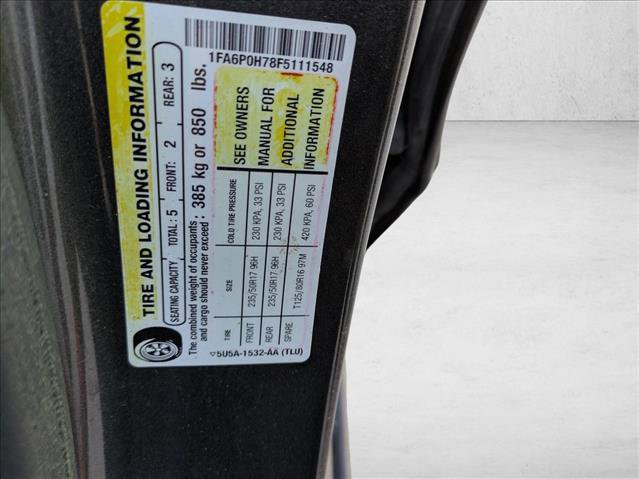 1FA6P0H78F5111548
TIRE AND LOADING INFORMATION
SEATING CAPACITY TOTAL: 5 FRONT: 2 REAR: 3
The combined weight of occupants
and cargo should never exceed: 385 kg or 850 lbs.
TIRE SIZE COLD TIRE PRESSURE SEE OWNERS
FRONT 235/50R17 96H 230 KPA, 33 PSI MANUAL FOR
REAR 235/50R17 96H 230 KPA, 33 PSI ADDITIONAL
SPARE T125/80R16 97M 420 KPA, 60 PSI INFORMATION
▽5U5A-1532-AA (TLU)